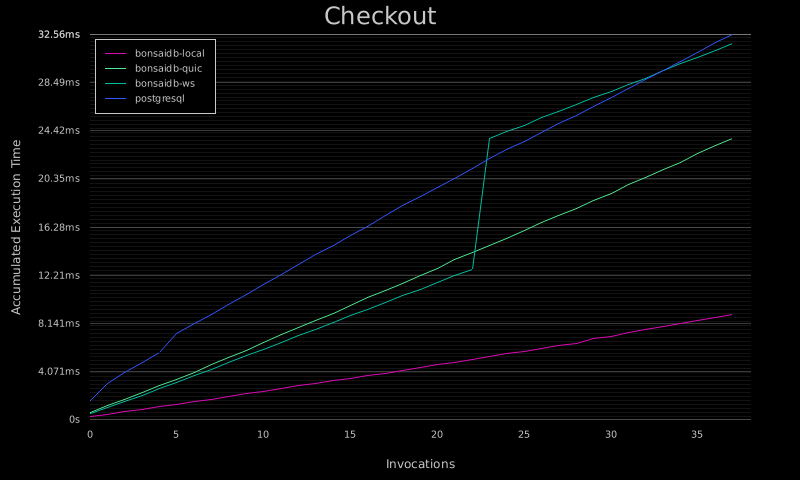 Checkout
32.56ms
28.49ms
24.42ms
20.35ms
16.28ms
12.21ms
8.141ms
4.071ms
0s
Accumulated Execution Time
bonsaidb-local
bonsaidb-quic
bonsaidb-ws
postgresql
0 5 10 15 20 25 30 35
Invocations